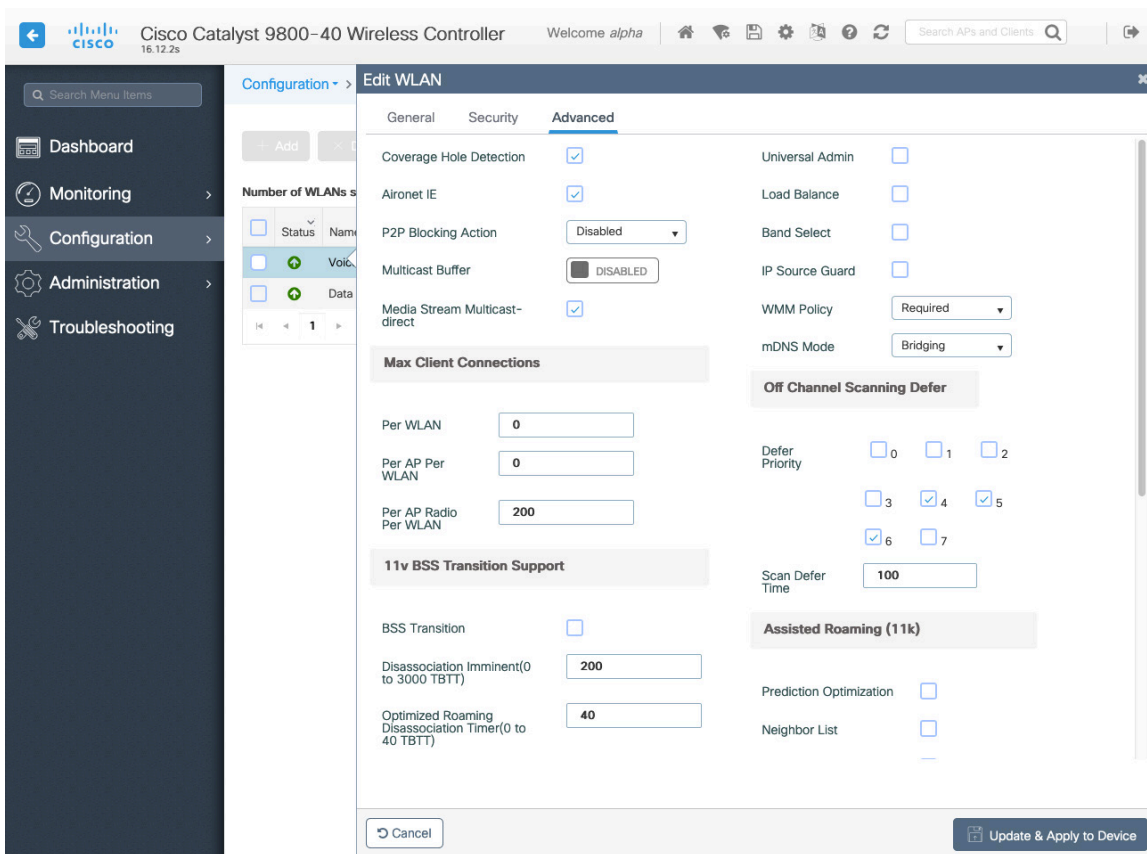 CISCO
Cisco Catalyst 9800-40 Wireless Controller
16.12.2s
Welcome alpha
Search APs and Clients
Search Menu Items
Dashboard
Monitoring
Configuration
Administration
Troubleshooting
Configuration
Add
Number of WLANs s
Status Name
Voic
Data
1
Edit WLAN
General Security Advanced
Coverage Hole Detection
Aironet IE
P2P Blocking Action Disabled
Multicast Buffer DISABLED
Media Stream Multicast-
direct
Max Client Connections
Per WLAN 0
Per AP Per 0
WLAN
Per AP Radio 200
Per WLAN
11v BSS Transition Support
BSS Transition
Disassociation Imminent(0 200
to 3000 TBTT)
Optimized Roaming 40
Disassociation Timer(0 to
40 TBTT)
Universal Admin
Load Balance
Band Select
IP Source Guard
WMM Policy Required
mDNS Mode Bridging
Off Channel Scanning Defer
Defer 0 1 2
Priority
3 4 5
6 7
Scan Defer 100
Time
Assisted Roaming (11k)
Prediction Optimization
Neighbor List
Cancel
Update & Apply to Device